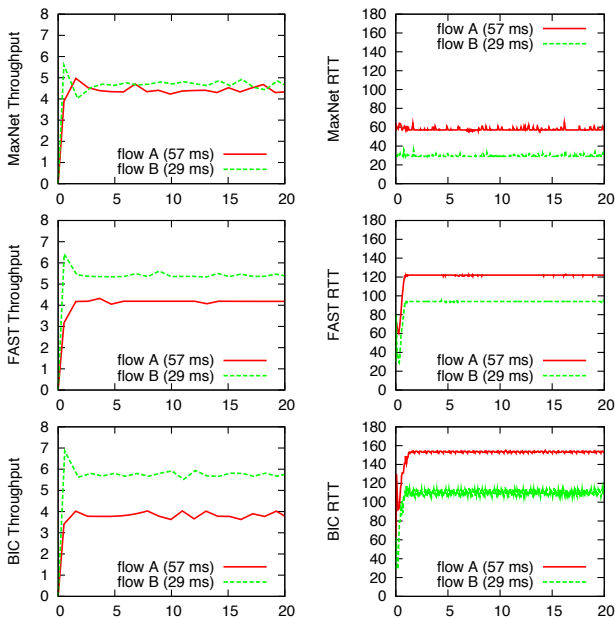 MaxNet Throughput
8
7
6
5
4
3
2
1
0
flow A (57 ms)
flow B (29 ms)
0 5 10 15 20
MaxNet RTT
180
160
140
120
100
80
60
40
20
0
flow A (57 ms)
flow B (29 ms)
0 5 10 15 20
FAST Throughput
8
7
6
5
4
3
2
1
0
flow A (57 ms)
flow B (29 ms)
0 5 10 15 20
FAST RTT
180
160
140
120
100
80
60
40
20
0
flow A (57 ms)
flow B (29 ms)
0 5 10 15 20
BIC Throughput
8
7
6
5
4
3
2
1
0
flow A (57 ms)
flow B (29 ms)
0 5 10 15 20
BIC RTT
180
160
140
120
100
80
60
40
20
0
flow A (57 ms)
flow B (29 ms)
0 5 10 15 20